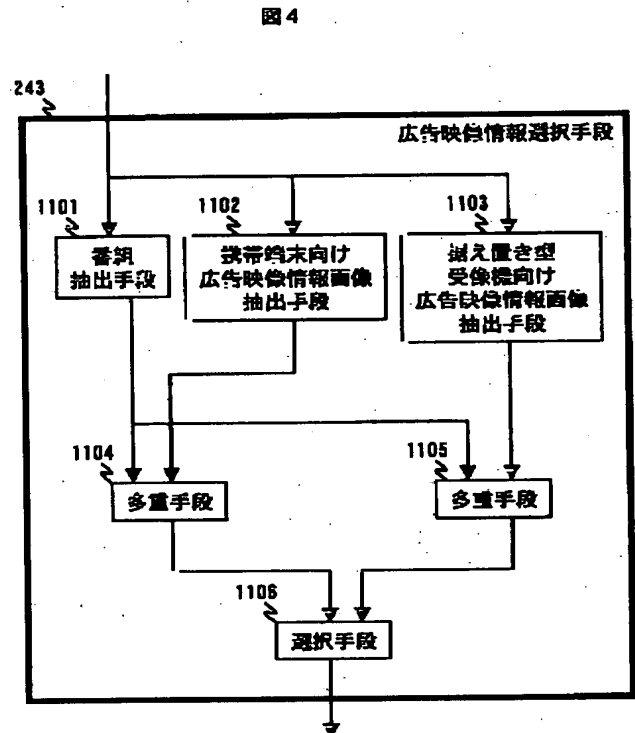 図4
243
広告映像情報選択手段
1101
番組
抽出手段
1102
携帯端末向け
広告映像情報画像
抽出手段
1103
据え置き型
受像機向け
広告映像情報画像
抽出手段
1104
多重手段
1105
多重手段
1106
選択手段